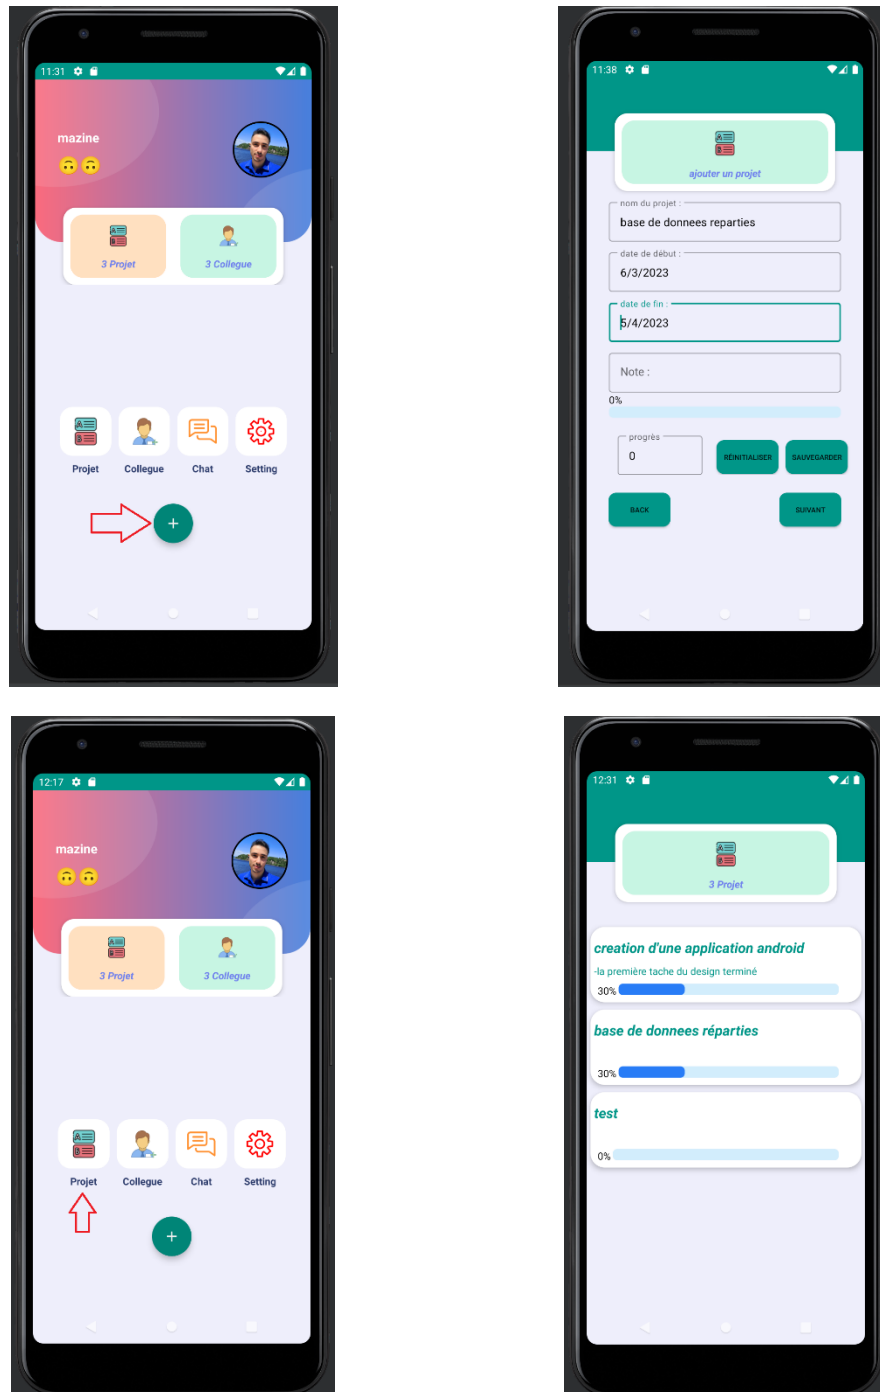 11:31
mazine
3 Projet
3 Collegue
Projet
Collegue
Chat
Setting
+
11:38
ajouter un projet
nom du projet :
base de donnees reparties
date de début :
6/3/2023
date de fin :
5/4/2023
Note :
0%
progrès
0
RÉINITIALISER
SAUVEGARDER
BACK
SUIVANT
12:17
mazine
3 Projet
3 Collegue
Projet
Collegue
Chat
Setting
+
12:31
3 Projet
creation d'une application android
-la première tache du design terminé
30%
base de donnees réparties
30%
test
0%